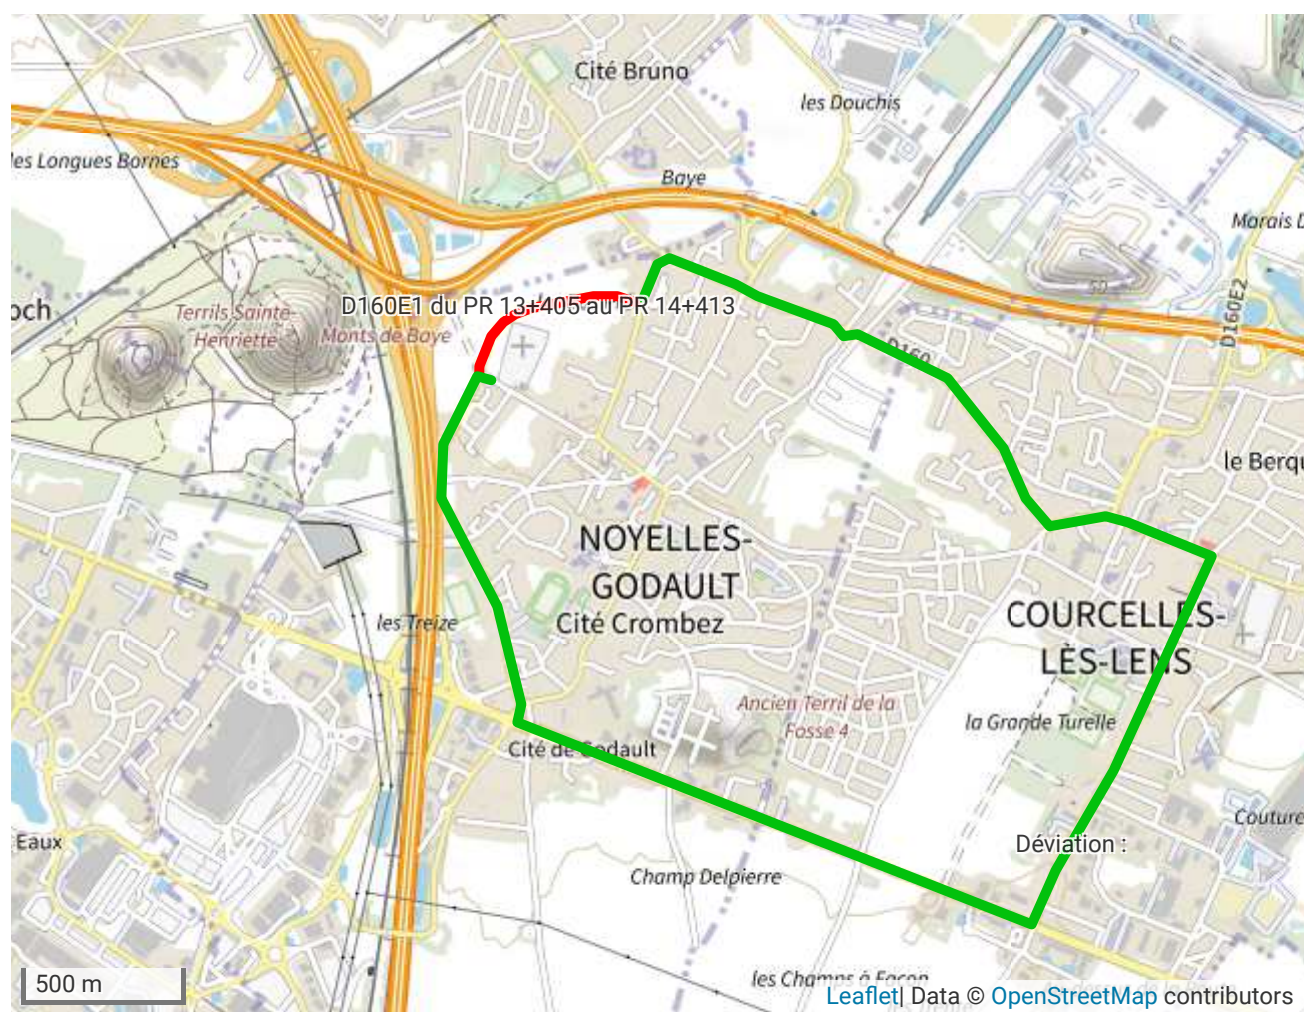 Cité Bruno
les Douchis
les Longues Bornes
Baye
Marais D
D160E2
D160E1 du PR 13+405 au PR 14+413
Terrils Sainte-
Henriette
Monts de Baye
59
D160
le Berqu
NOYELLES-
GODAULT
Cité Crombez
les Treize
COURCELLES-
LÈS-LENS
Ancien Terril de la
Fosse 4
la Grande Turelle
Cité de Godault
Couture
Eaux
Déviation :
Champ Delpierre
les Champs à Façon
500 m
Leaflet| Data © OpenStreetMap contributors